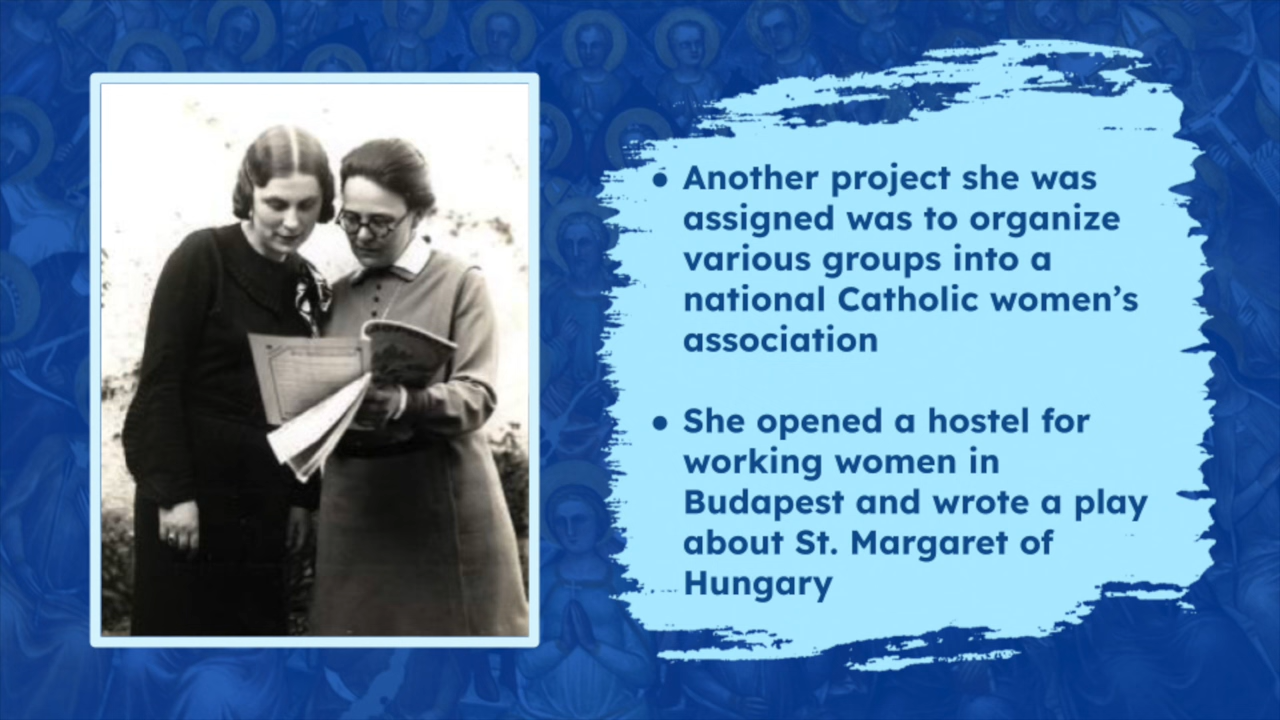 • Another project she was
assigned was to organize
various groups into a
national Catholic women’s
association
• She opened a hostel for
working women in
Budapest and wrote a play
about St. Margaret of
Hungary